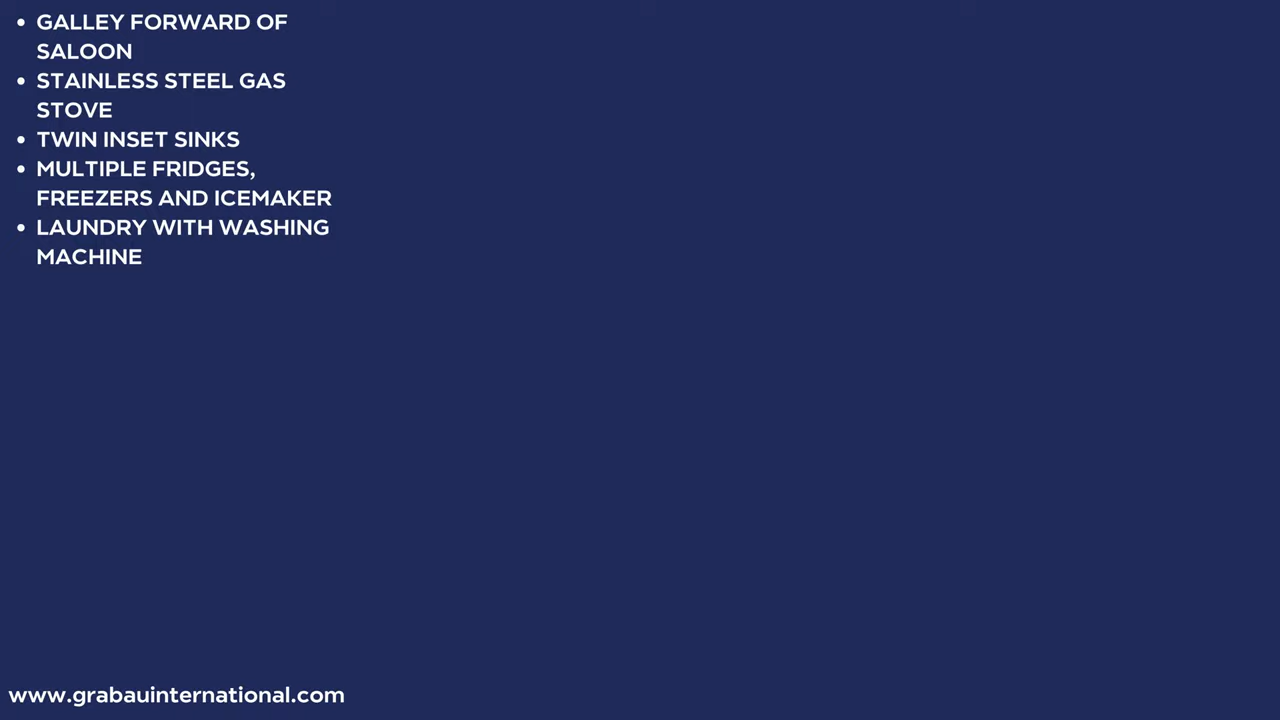 • GALLEY FORWARD OF
SALOON
• STAINLESS STEEL GAS
STOVE
• TWIN INSET SINKS
• MULTIPLE FRIDGES,
FREEZERS AND ICEMAKER
• LAUNDRY WITH WASHING
MACHINE
www.grabauinternational.com